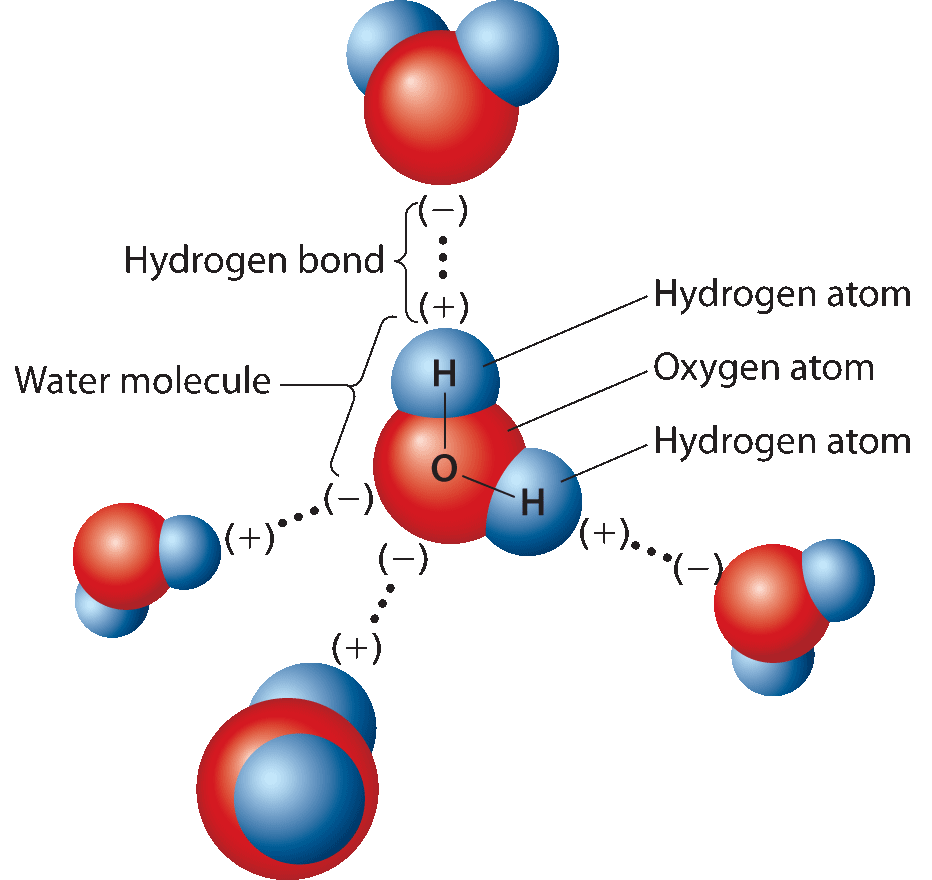 (−)
Hydrogen bond
(+)
Hydrogen atom
H
Water molecule
Oxygen atom
Hydrogen atom
O
H
(−)
(+)
(+)
(−)
(−)
(+)